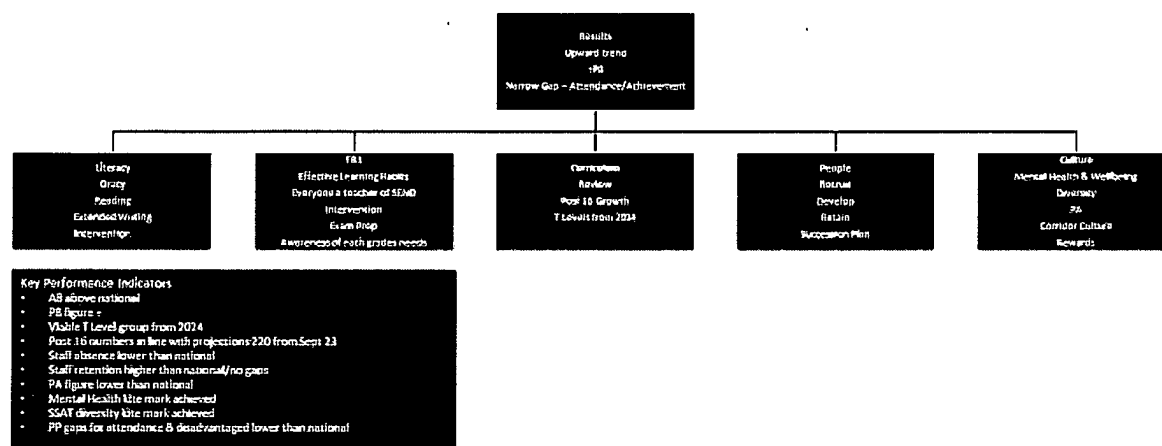 Results
Upward trend
+P8
Narrow Gap – Attendance/Achievement
Literacy
Oracy
Reading
Extended Writing
Intervention
Effective Learning Habits
Everyone a teacher of SEND
Intervention
Exam Prep
Awareness of each grades needs
Curriculum
Review
Post 16 Growth
T Levels from 2024
People
Recruit
Develop
Retain
Succession Plan
Culture
Mental Health & Wellbeing
Diversity
PA
Corridor Culture
Rewards
Key Performance Indicators
• A8 above national
• P8 figure +
• Viable T Level group from 2024
• Post 16 numbers in line with projections 220 from Sept 23
• Staff absence lower than national
• Staff retention higher than national/no gaps
• PA figure lower than national
• Mental Health kite mark achieved
• SSAT diversity kite mark achieved
• PP gaps for attendance & disadvantaged lower than national